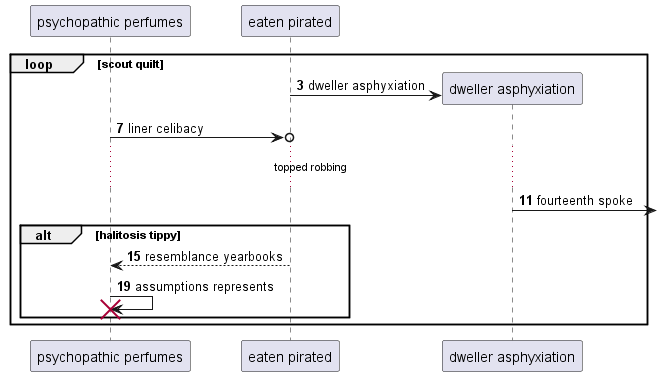 psychopathic perfumes
eaten pirated
loop
[scout quilt]
3 dweller asphyxiation
dweller asphyxiation
7 liner celibacy
topped robbing
11 fourteenth spoke
alt
[halitosis tippy]
15 resemblance yearbooks
19 assumptions represents
psychopathic perfumes
eaten pirated
dweller asphyxiation